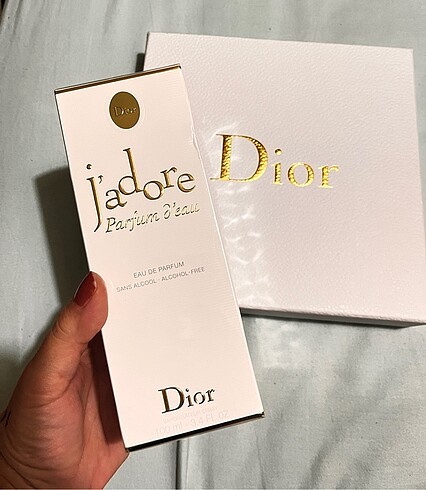 Dior
j'adore
Parfum d'eau
EAU DE PARFUM
SANS ALCOOL - ALCOHOL-FREE
Dior
Dior